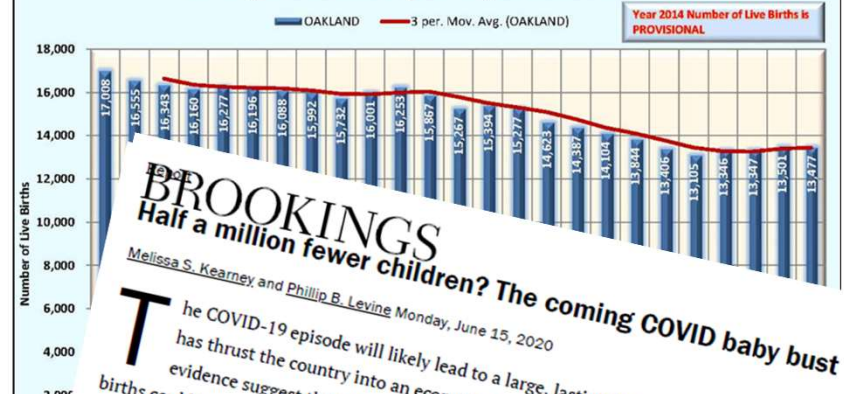 OAKLAND 3 per. Mov. Avg. (OAKLAND)
Year 2014 Number of Live Births is
PROVISIONAL
18,000
16,000
14,000
12,000
10,000
8,000
6,000
4,000
Number of Live Births
17,008
16,555
16,343
16,160
16,277
16,196
16,088
15,992
15,732
16,001
16,253
15,867
15,267
15,394
15,277
14,623
14,387
14,104
13,844
13,406
13,105
13,346
13,347
13,501
13,477
Report
BROOKINGS
Half a million fewer children? The coming COVID baby bust
Melissa S. Kearney and Phillip B. Levine Monday, June 15, 2020
The COVID-19 episode will likely lead to a large,
has thrust the country into an
evidence suggest
births